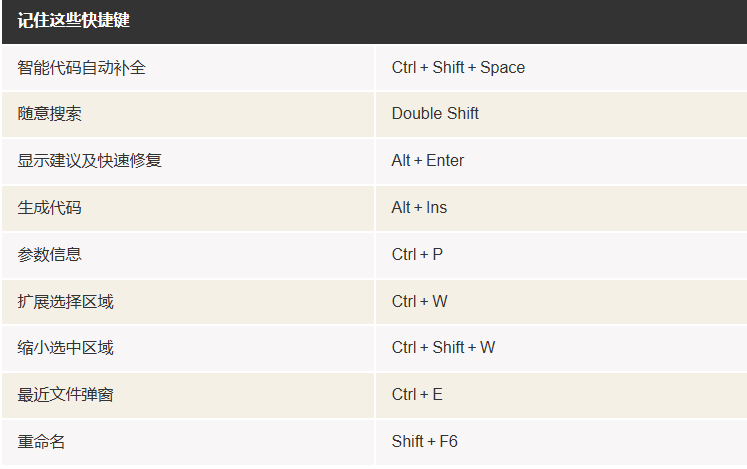 记住这些快捷键
智能代码自动补全 Ctrl + Shift + Space
随意搜索 Double Shift
显示建议及快速修复 Alt + Enter
生成代码 Alt + Ins
参数信息 Ctrl + P
扩展选择区域 Ctrl + W
缩小选中区域 Ctrl + Shift + W
最近文件弹窗 Ctrl + E
重命名 Shift + F6